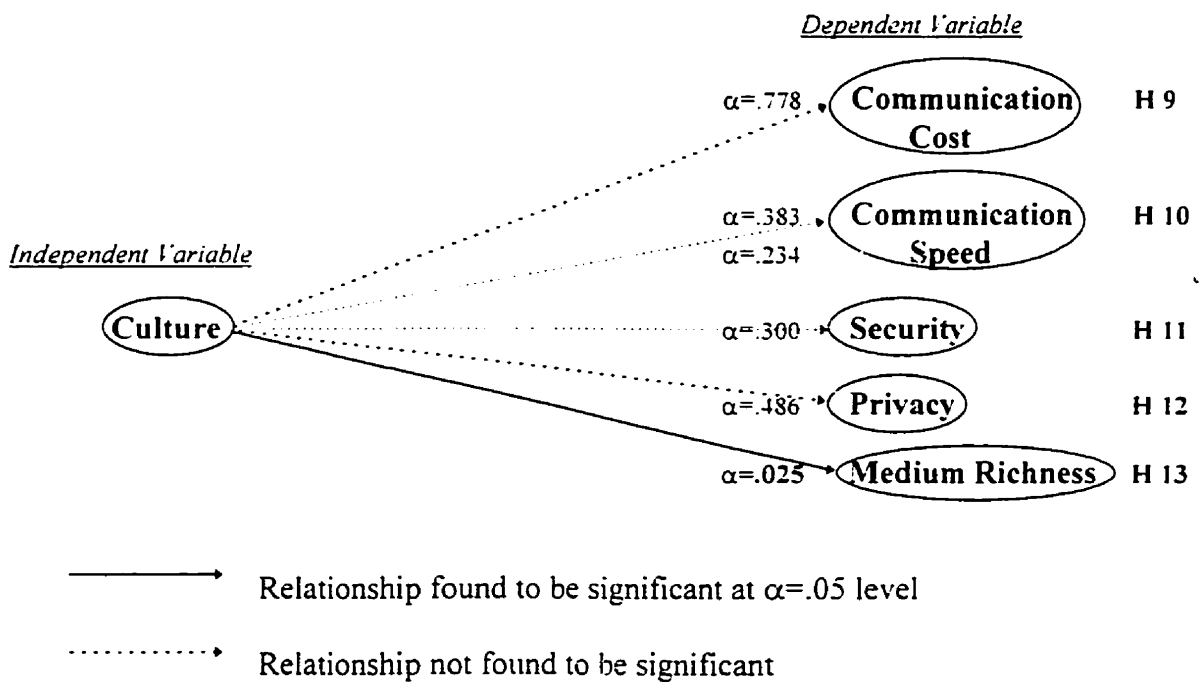 Dependent Variable
α=.778 Communication Cost H 9
α=.383 Communication Speed H 10
α=.234
Independent Variable
Culture
α=.300 Security H 11
α=.486 Privacy H 12
α=.025 Medium Richness H 13
Relationship found to be significant at α=.05 level
Relationship not found to be significant